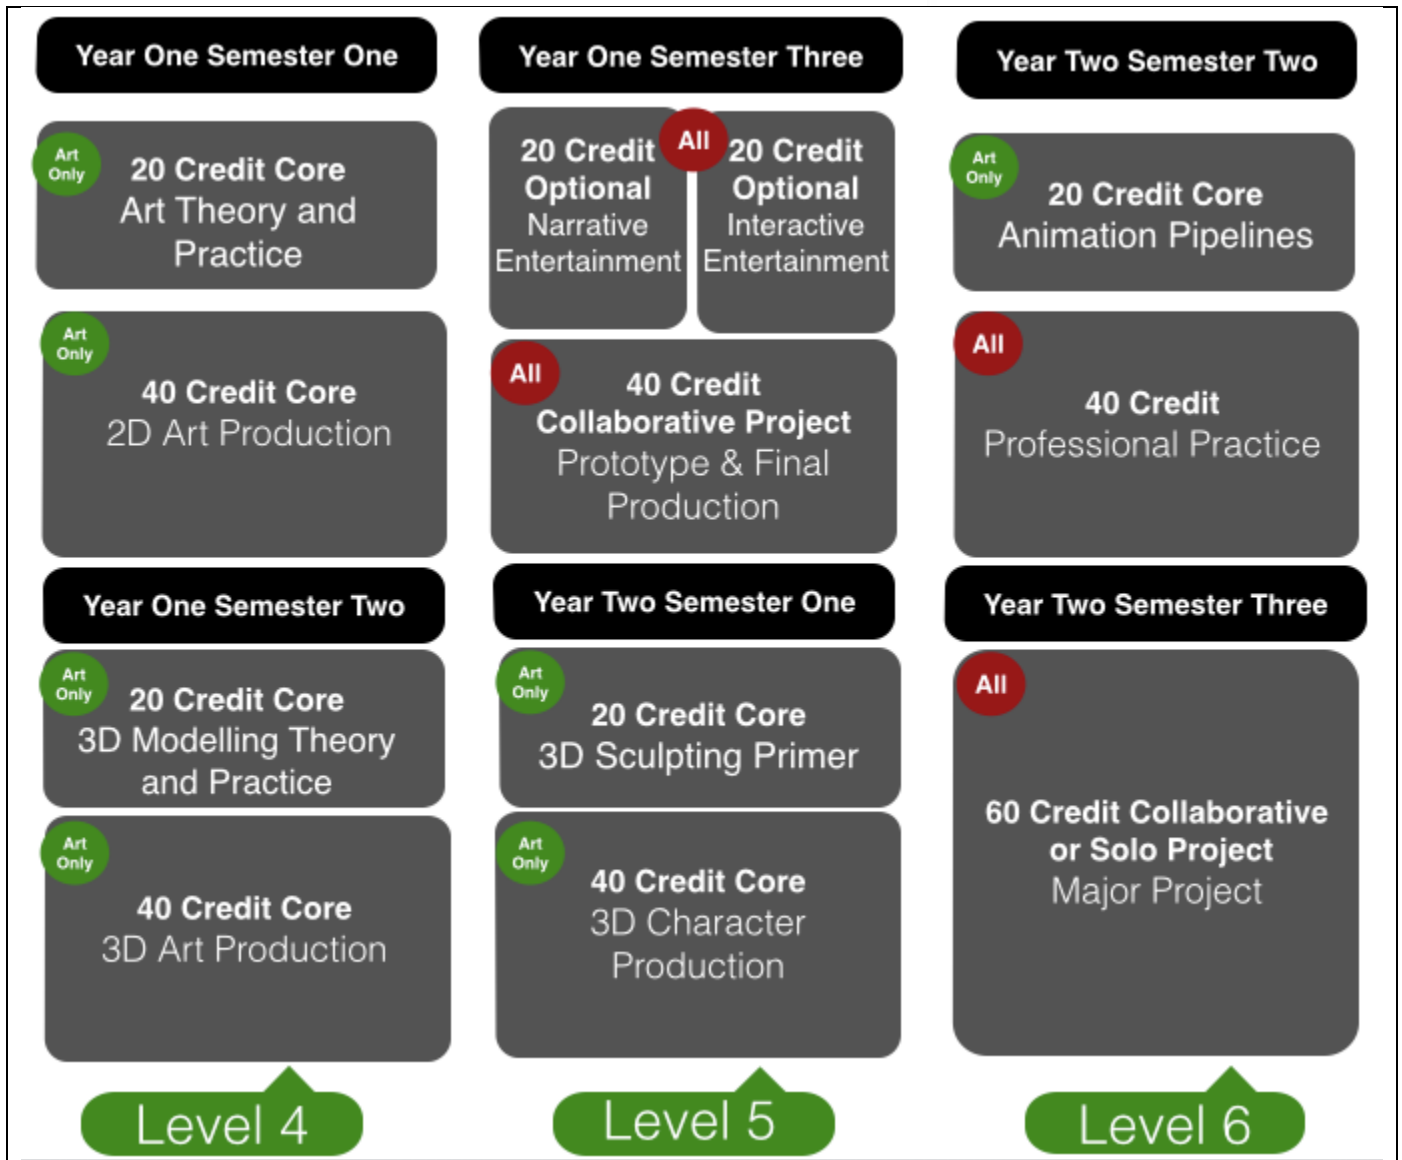 Year One Semester One
Art
Only
20 Credit Core
Art Theory and
Practice
Art
Only
40 Credit Core
2D Art Production
Year One Semester Two
Art
Only
20 Credit Core
3D Modelling Theory
and Practice
Art
Only
40 Credit Core
3D Art Production
Level 4
Year One Semester Three
All
20 Credit
Optional
Narrative
Entertainment
20 Credit
Optional
Interactive
Entertainment
All
40 Credit
Collaborative Project
Prototype & Final
Production
Year Two Semester One
Art
Only
20 Credit Core
3D Sculpting Primer
Art
Only
40 Credit Core
3D Character
Production
Level 5
Year Two Semester Two
Art
Only
20 Credit Core
Animation Pipelines
All
40 Credit
Professional Practice
Year Two Semester Three
All
60 Credit Collaborative
or Solo Project
Major Project
Level 6